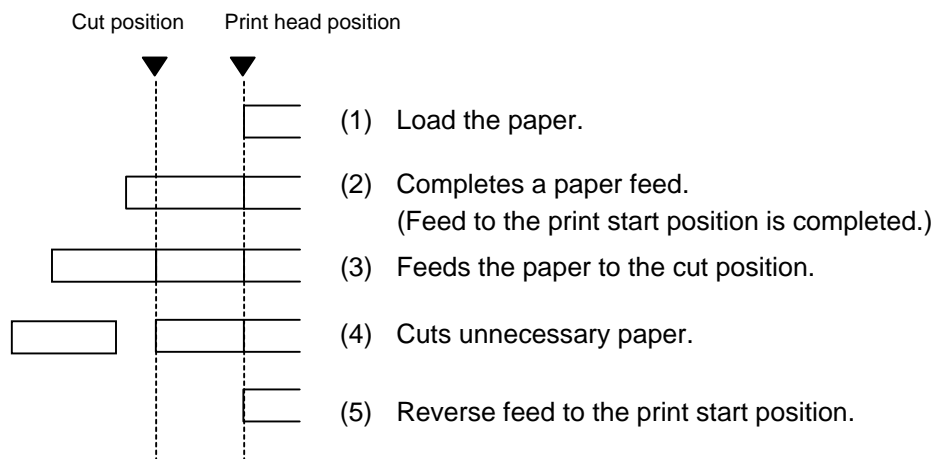 Cut position Print head position
(1) Load the paper.
(2) Completes a paper feed.
(Feed to the print start position is completed.)
(3) Feeds the paper to the cut position.
(4) Cuts unnecessary paper.
(5) Reverse feed to the print start position.